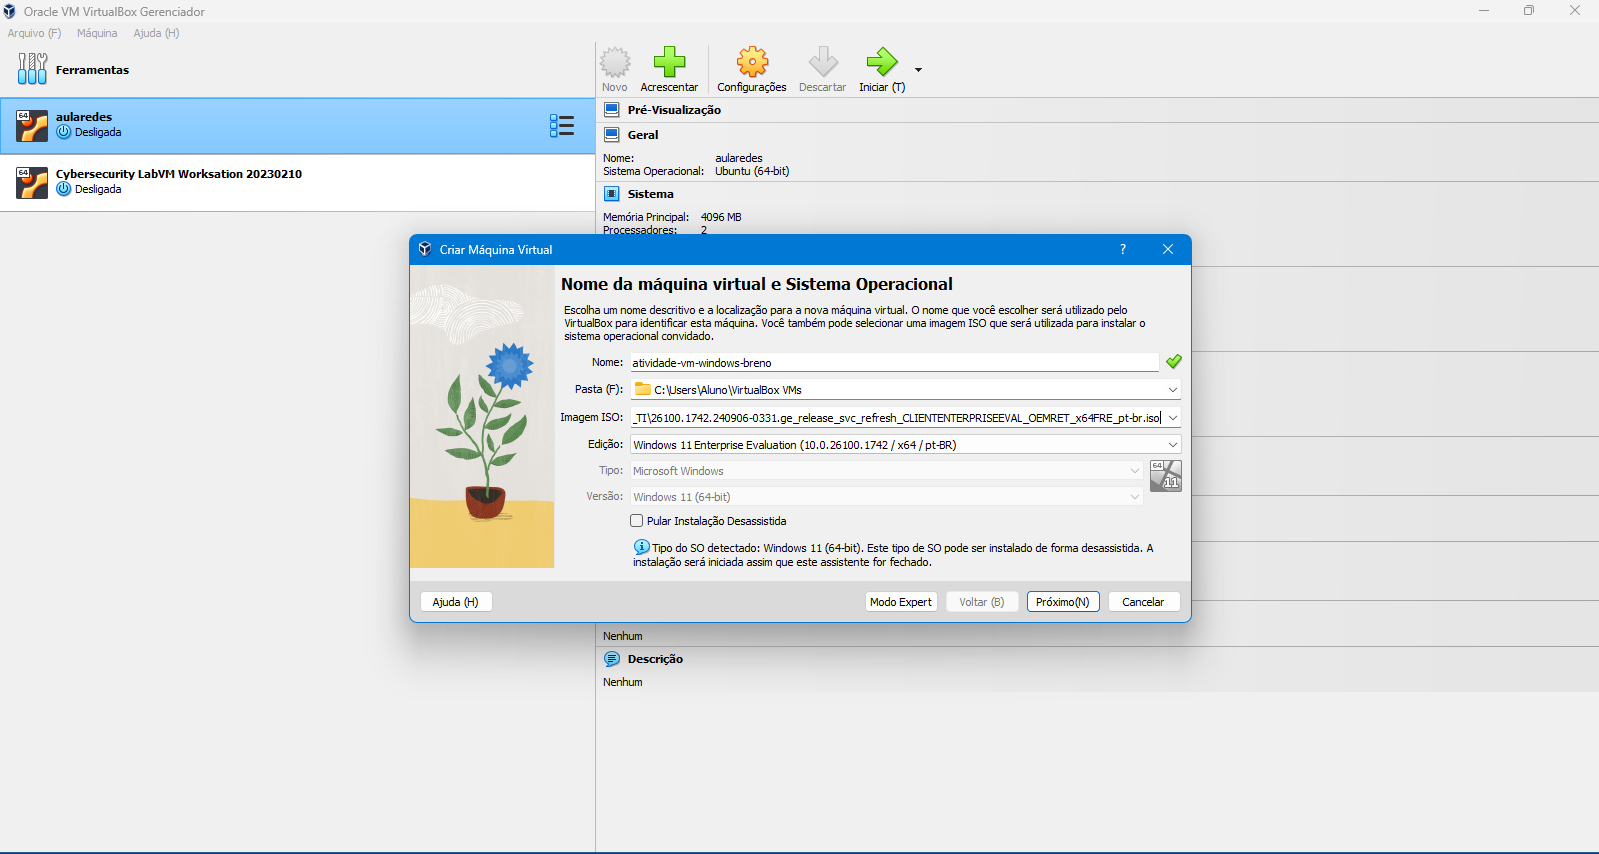 Oracle VM VirtualBox Gerenciador
Arquivo (F) Máquina Ajuda (H)
Ferramentas
Novo Acrescentar Configurações Descartar Iniciar (T)
64
aularedes
Desligada
64
Cybersecurity LabVM Worksation 20230210
Desligada
Pré-Visualização
Geral
Nome: aularedes
Sistema Operacional: Ubuntu (64-bit)
Sistema
Memória Principal: 4096 MB
Processadores: 2
Criar Máquina Virtual
?
Nome da máquina virtual e Sistema Operacional
Escolha um nome descritivo e a localização para a nova máquina virtual. O nome que você escolher será utilizado pelo
VirtualBox para identificar esta máquina. Você também pode selecionar uma imagem ISO que será utilizada para instalar o
sistema operacional convidado.
Nome: atividade-vm-windows-breno
Pasta (F): C:\Users\Aluno\VirtualBox VMs
Imagem ISO: _TI\26100.1742.240906-0331.ge_release_svc_refresh_CLIENTENTERPRISEEVAL_OEMRET_x64FRE_pt-br.iso
Edição: Windows 11 Enterprise Evaluation (10.0.26100.1742 / x64 / pt-BR)
Tipo: Microsoft Windows
64
11
Versão: Windows 11 (64-bit)
Pular Instalação Desassistida
Tipo do SO detectado: Windows 11 (64-bit). Este tipo de SO pode ser instalado de forma desassistida. A
instalação será iniciada assim que este assistente for fechado.
Ajuda (H) Modo Expert Voltar (B) Próximo(N) Cancelar
Nenhum
Descrição
Nenhum